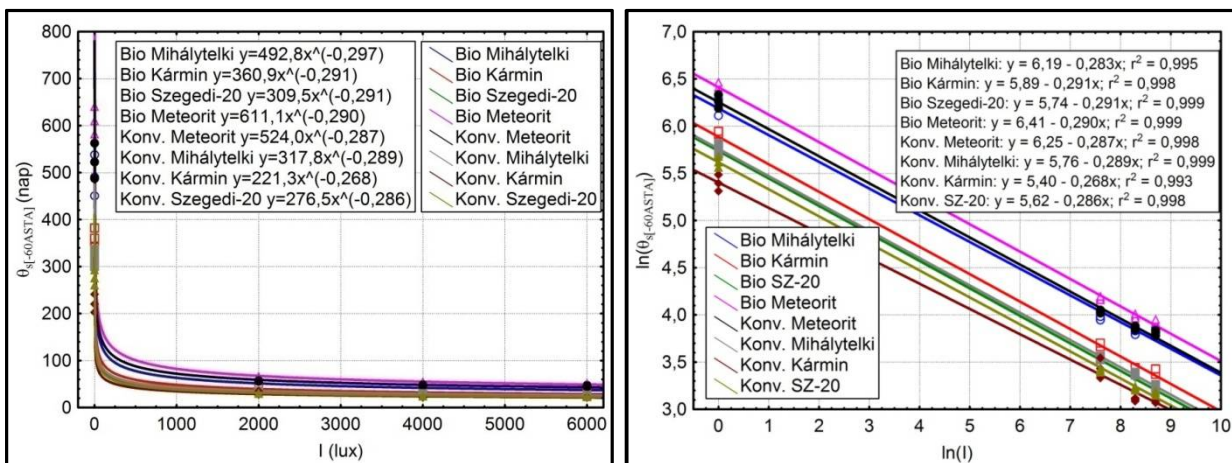 800
700
600
500
400
300
200
100
0
θs[-60ASTA] (nap)
Bio Mihálytelki y=492,8x^(-0,297)
Bio Kármin y=360,9x^(-0,291)
Bio Szegedi-20 y=309,5x^(-0,291)
Bio Meteorit y=611,1x^(-0,290)
Konv. Meteorit y=524,0x^(-0,287)
Konv. Mihálytelki y=317,8x^(-0,289)
Konv. Kármin y=221,3x^(-0,268)
Konv. Szegedi-20 y=276,5x^(-0,286)
Bio Mihálytelki
Bio Kármin
Bio Szegedi-20
Bio Meteorit
Konv. Meteorit
Konv. Mihálytelki
Konv. Kármin
Konv. Szegedi-20
0 1000 2000 3000 4000 5000 6000
I (lux)
7,0
6,5
6,0
5,5
5,0
4,5
4,0
3,5
3,0
ln(θs[-60ASTA])
Bio Mihálytelki: y = 6,19 - 0,283x; r² = 0,995
Bio Kármin: y = 5,89 - 0,291x; r² = 0,998
Bio Szegedi-20: y = 5,74 - 0,291x; r² = 0,999
Bio Meteorit: y = 6,41 - 0,290x; r² = 0,999
Konv. Meteorit: y = 6,25 - 0,287x; r² = 0,998
Konv. Mihálytelki: y = 5,76 - 0,289x; r² = 0,999
Konv. Kármin: y = 5,40 - 0,268x; r² = 0,993
Konv. SZ-20: y = 5,62 - 0,286x; r² = 0,998
Bio Mihálytelki
Bio Kármin
Bio SZ-20
Bio Meteorit
Konv. Meteorit
Konv. Mihálytelki
Konv. Kármin
Konv. SZ-20
-1 0 1 2 3 4 5 6 7 8 9 10
ln(I)